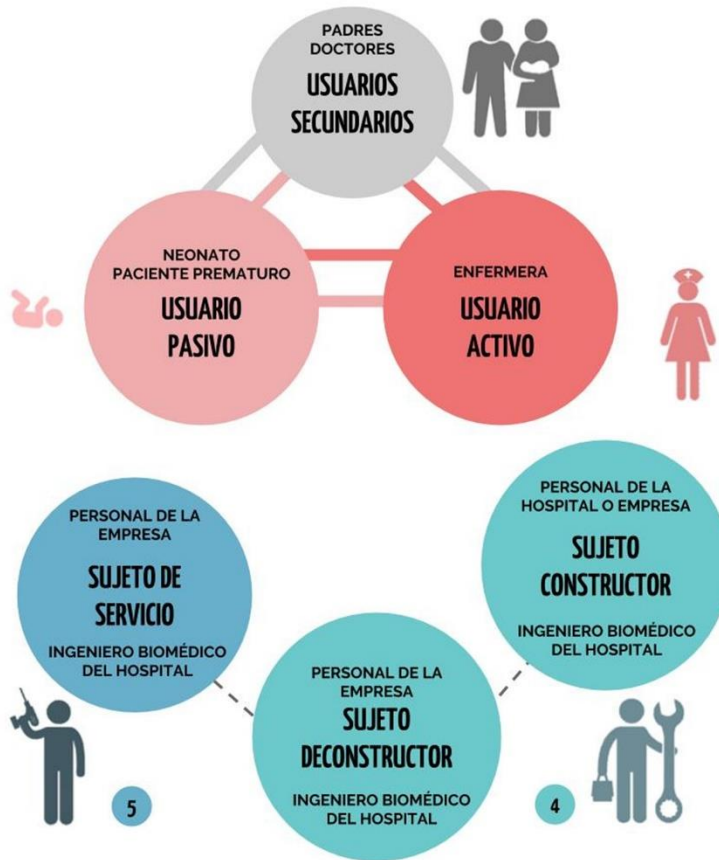 PADRES
DOCTORES
USUARIOS
SECUNDARIOS
NEONATO
PACIENTE PREMATURO
USUARIO
PASIVO
ENFERMERA
USUARIO
ACTIVO
PERSONAL DE LA
EMPRESA
SUJETO DE
SERVICIO
INGENIERO BIOMÉDICO
DEL HOSPITAL
PERSONAL DE LA
HOSPITAL O EMPRESA
SUJETO
CONSTRUCTOR
INGENIERO BIOMÉDICO
DEL HOSPITAL
PERSONAL DE LA
EMPRESA
SUJETO
DECONSTRUCTOR
INGENIERO BIOMÉDICO
DEL HOSPITAL
5
4